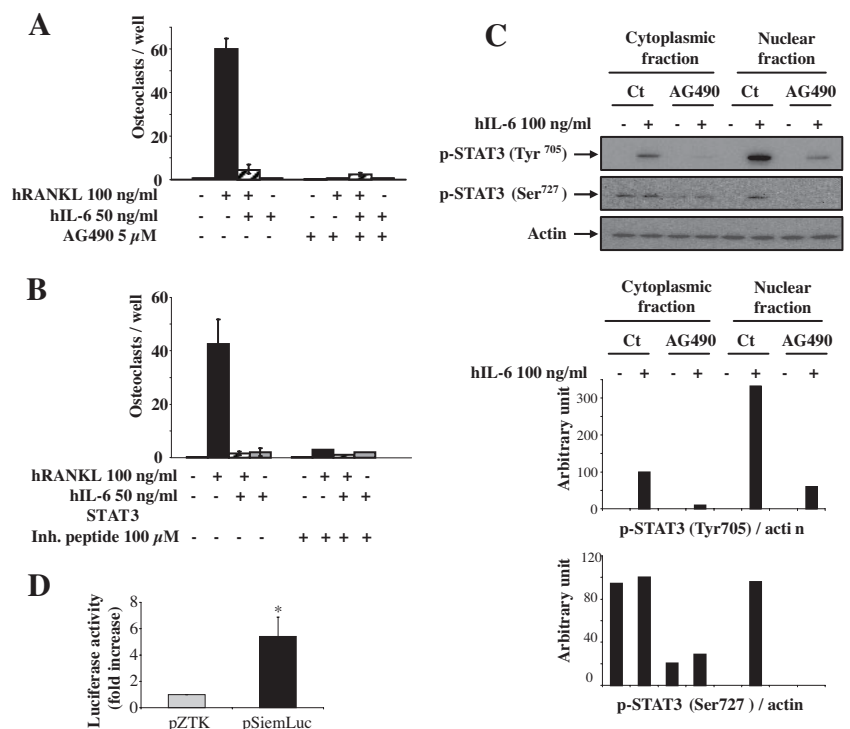 A
Osteoclasts / well
60
40
20
0
hRANKL 100 ng/ml - + + - - + + -
hIL-6 50 ng/ml - - + + - - + +
AG490 5 µM - - - - + + + +
B
Osteoclasts / well
60
40
20
0
hRANKL 100 ng/ml - + + - - + + -
hIL-6 50 ng/ml - - + + - - + +
STAT3
Inh. peptide 100 µM - - - - + + + +
D
Luciferase activity
(fold increase)
8
6
4
2
0
*
pZTK pSiemLuc
C
Cytoplasmic fraction Nuclear fraction
Ct AG490 Ct AG490
hIL-6 100 ng/ml - + - + - + - +
p-STAT3 (Tyr 705)
p-STAT3 (Ser727)
Actin
Cytoplasmic fraction Nuclear fraction
Ct AG490 Ct AG490
hIL-6 100 ng/ml - + - + - + - +
Arbitrary unit
300
200
100
0
p-STAT3 (Tyr705) / acti n
Arbitrary unit
120
80
40
0
p-STAT3 (Ser727 ) / actin